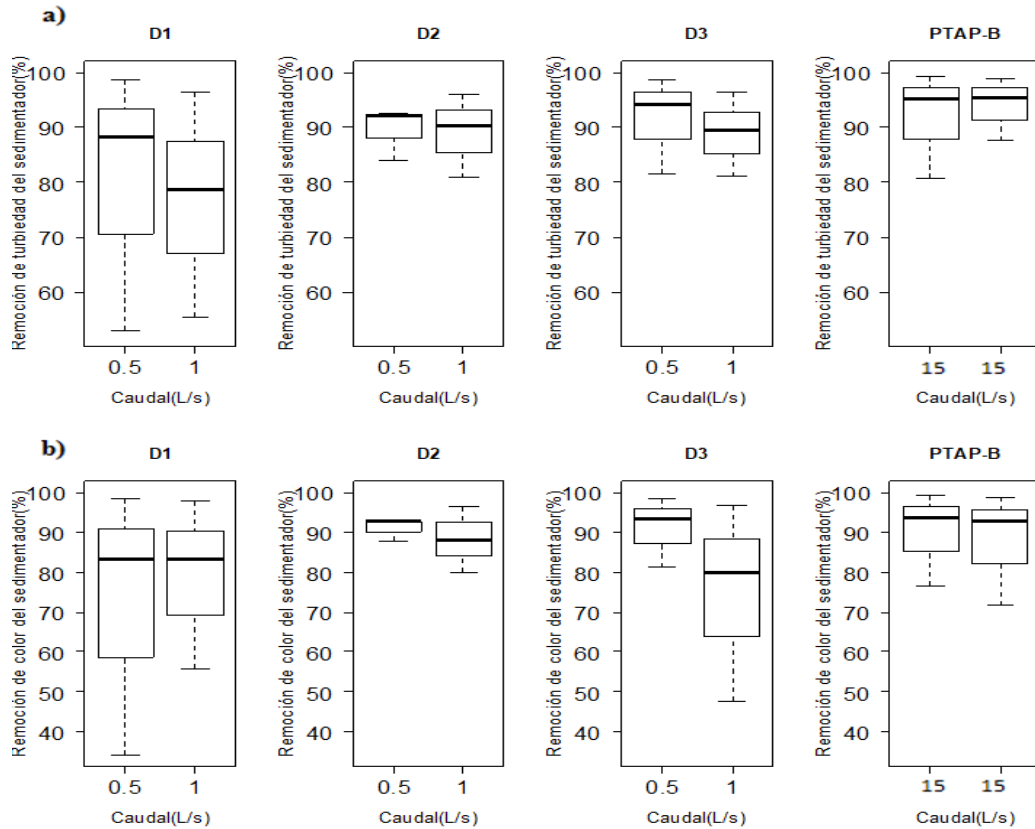 a)
D1
D2
D3
PTAP-B
Remoción de turbiedad del sedimentador(%)
100
90
80
70
60
0.5
1
Caudal(L/s)
Remoción de turbiedad del sedimentador(%)
100
90
80
70
60
0.5
1
Caudal(L/s)
Remoción de turbiedad del sedimentador(%)
100
90
80
70
60
0.5
1
Caudal(L/s)
Remoción de turbiedad del sedimentador(%)
100
90
80
70
60
15
15
Caudal(L/s)
b)
D1
D2
D3
PTAP-B
Remoción de color del sedimentador(%)
100
90
80
70
60
50
40
0.5
1
Caudal(L/s)
Remoción de color del sedimentador(%)
100
90
80
70
60
50
40
0.5
1
Caudal(L/s)
Remoción de color del sedimentador(%)
100
90
80
70
60
50
40
0.5
1
Caudal(L/s)
Remoción de color del sedimentador(%)
100
90
80
70
60
50
40
15
15
Caudal(L/s)